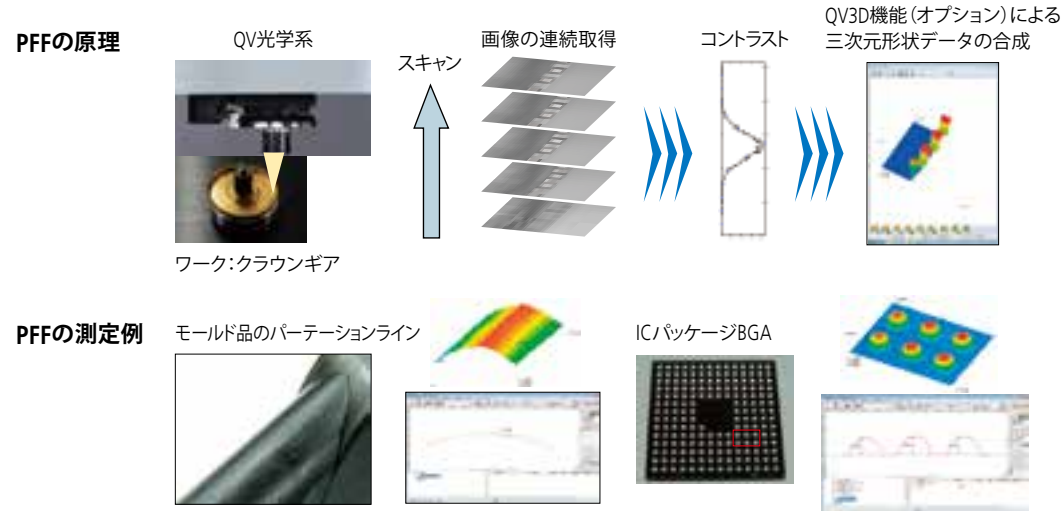 PFFの原理
QV光学系
スキャン
画像の連続取得
コントラスト
QV3D機能(オプション)による
三次元形状データの合成
ワーク:クラウンギア
PFFの測定例
モールド品のパーテーションライン
ICパッケージBGA